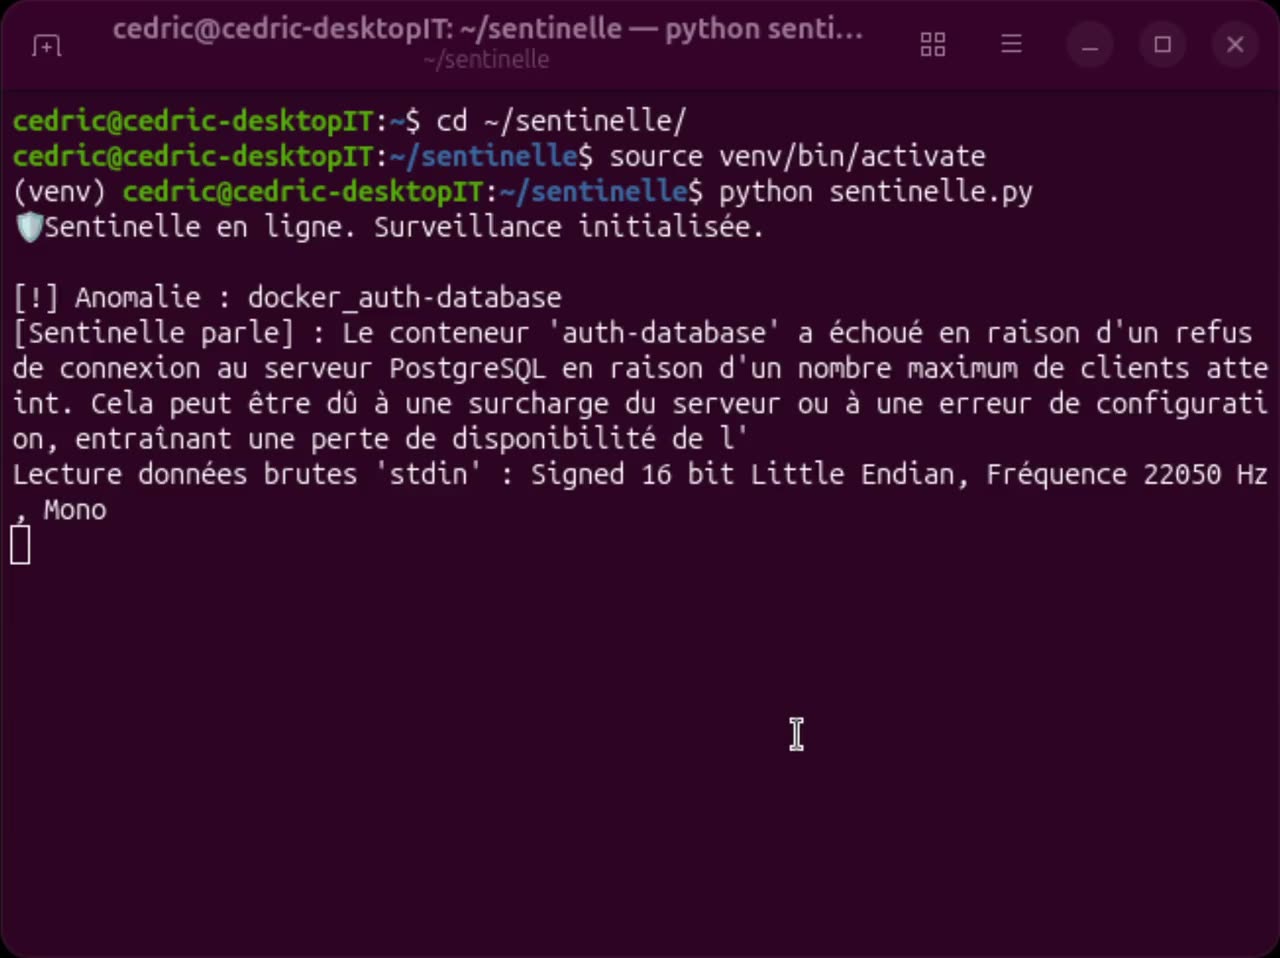 cedric@cedric-desktopIT: ~/sentinelle — python senti...
~/sentinelle
cedric@cedric-desktopIT:~$ cd ~/sentinelle/
cedric@cedric-desktopIT:~/sentinelle$ source venv/bin/activate
(venv) cedric@cedric-desktopIT:~/sentinelle$ python sentinelle.py
🛡️Sentinelle en ligne. Surveillance initialisée.
[!] Anomalie : docker_auth-database
[Sentinelle parle] : Le conteneur 'auth-database' a échoué en raison d'un refus
de connexion au serveur PostgreSQL en raison d'un nombre maximum de clients atte
int. Cela peut être dû à une surcharge du serveur ou à une erreur de configurati
on, entraînant une perte de disponibilité de l'
Lecture données brutes 'stdin' : Signed 16 bit Little Endian, Fréquence 22050 Hz
, Mono